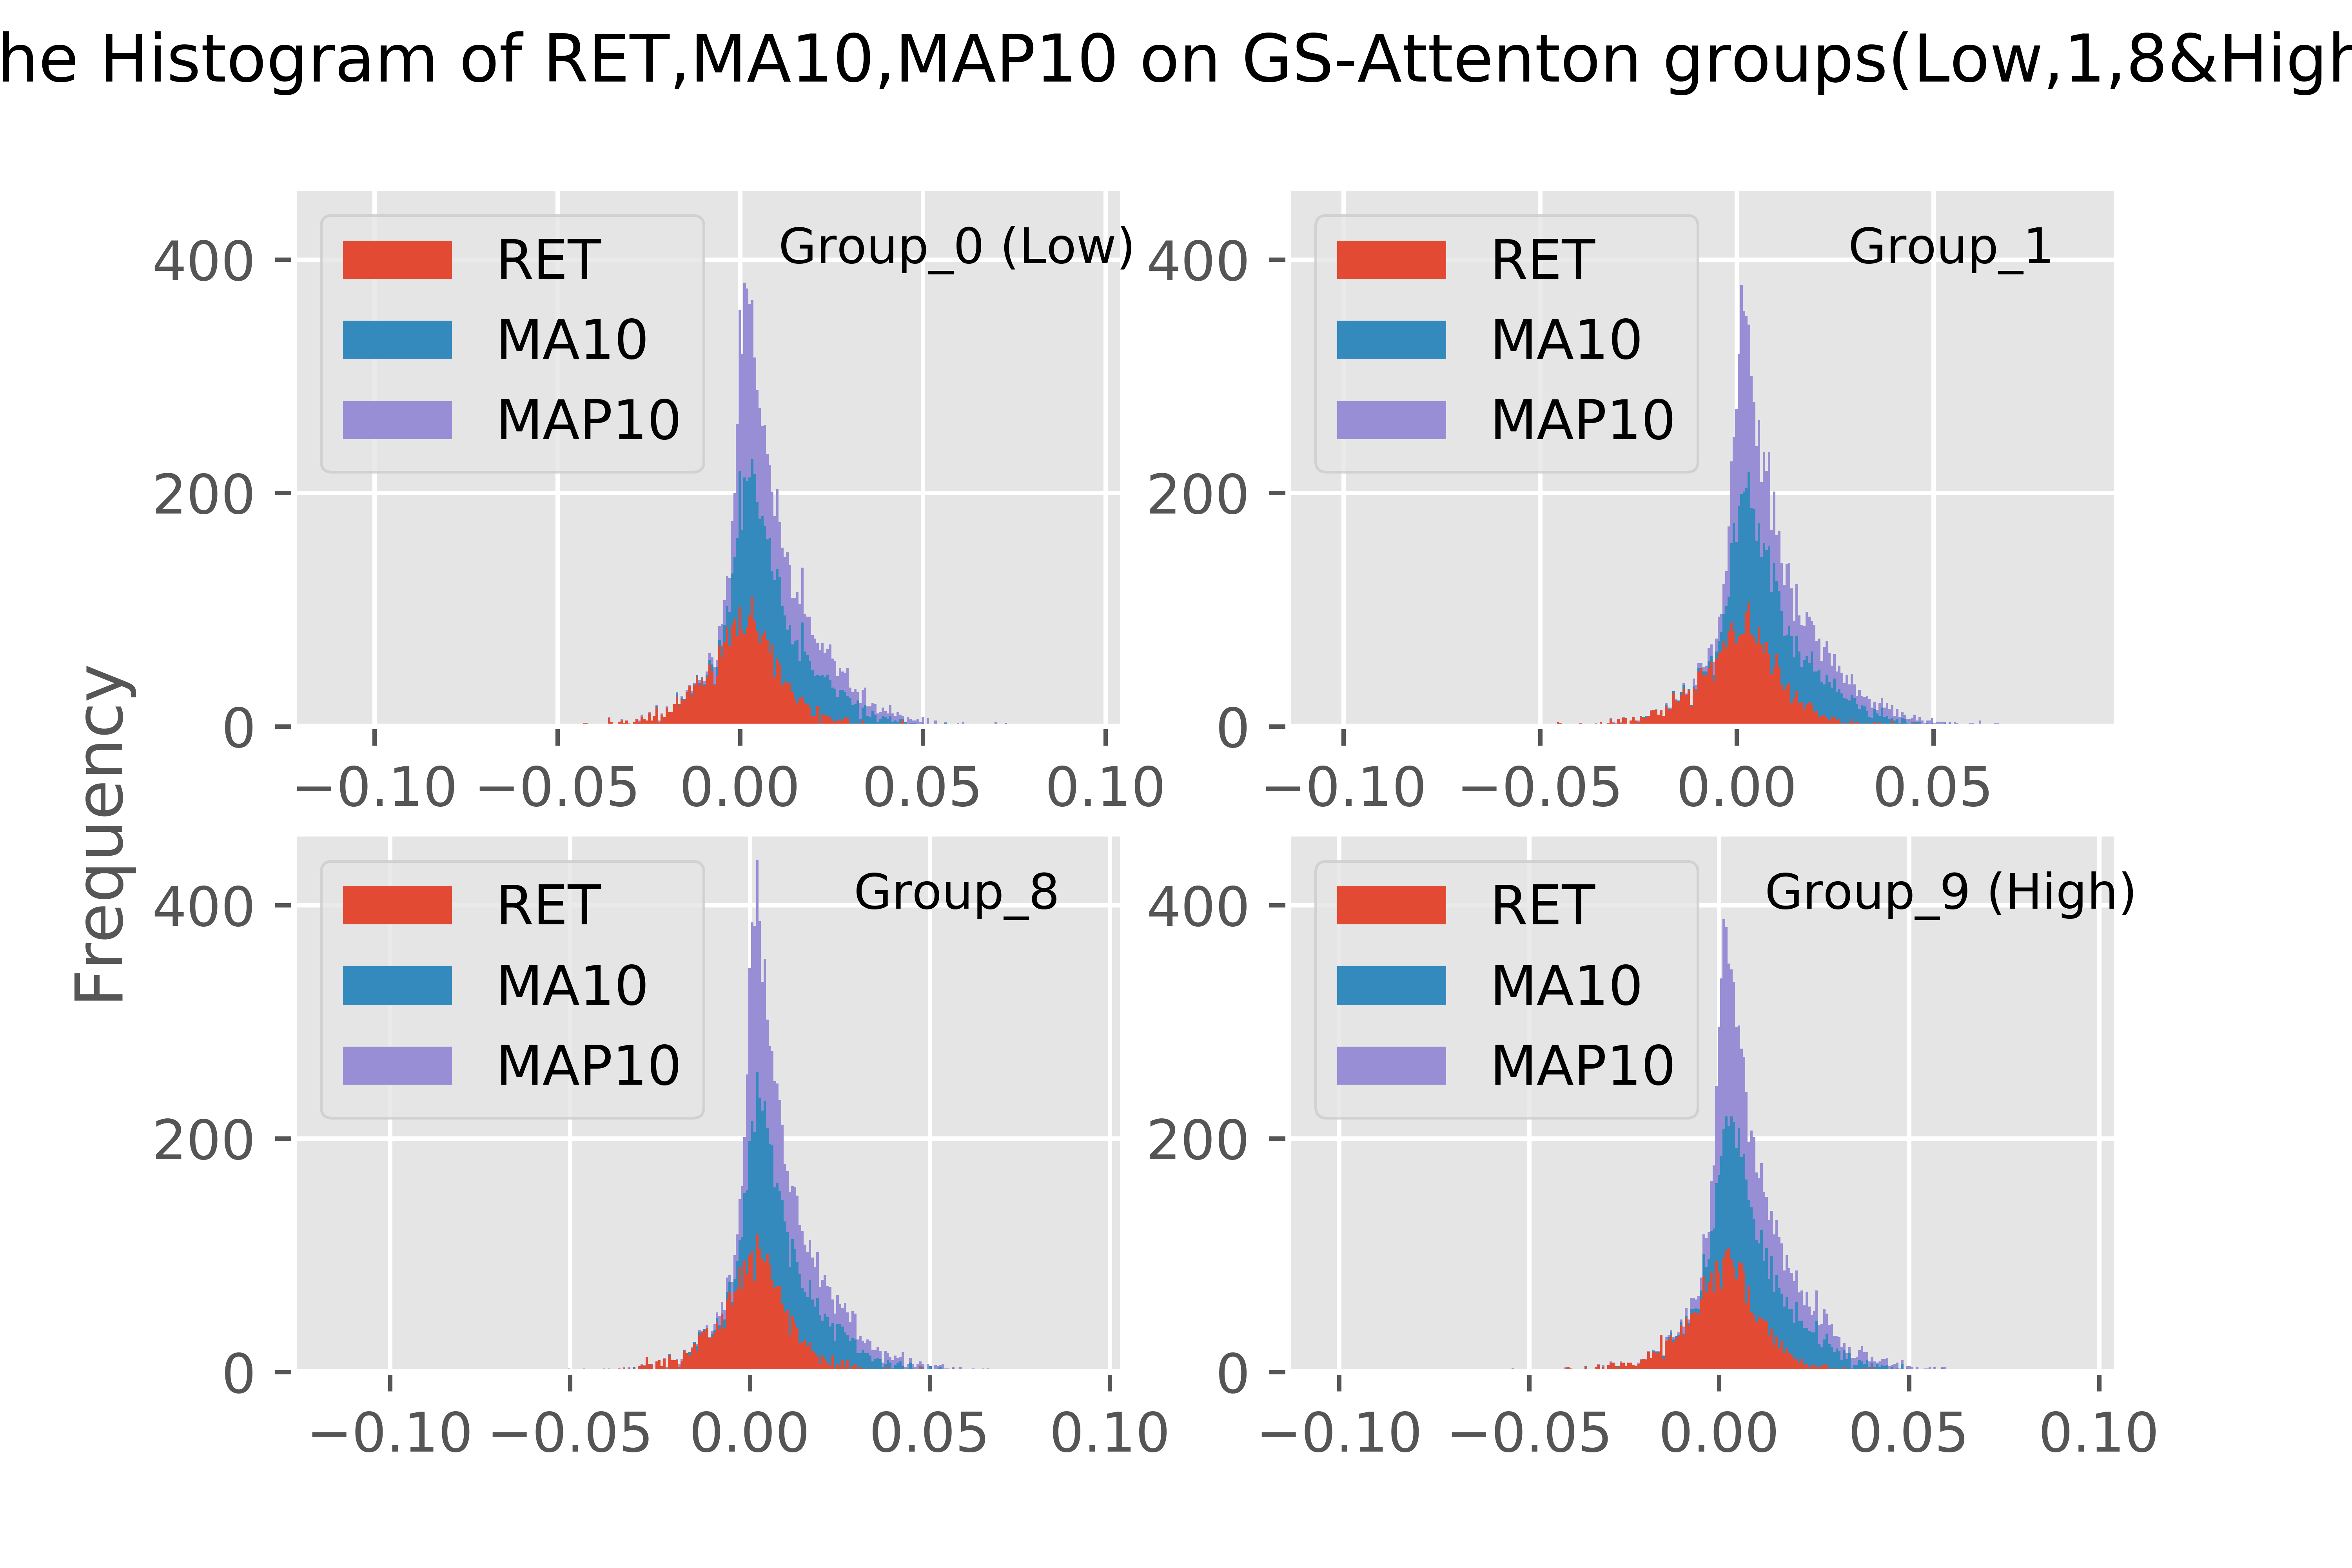 he Histogram of RET,MA10,MAP10 on GS-Attenton groups(Low,1,8&High
Frequency
Group_0 (Low)
RET
MA10
MAP10
400
200
0
−0.10 −0.05 0.00 0.05 0.10
Group_1
RET
MA10
MAP10
400
200
0
−0.10 −0.05 0.00 0.05
Group_8
RET
MA10
MAP10
400
200
0
−0.10 −0.05 0.00 0.05 0.10
Group_9 (High)
RET
MA10
MAP10
400
200
0
−0.10 −0.05 0.00 0.05 0.10